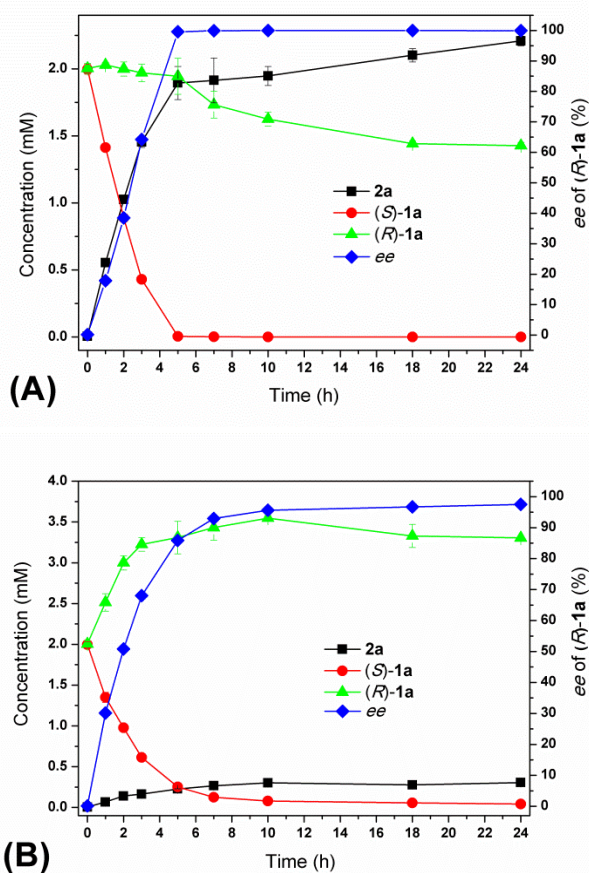 2.0
1.5
1.0
0.5
0.0
Concentration (mM)
100
90
80
70
60
50
40
30
20
10
0
ee of (R)-1a (%)
2a
(S)-1a
(R)-1a
ee
0 2 4 6 8 10 12 14 16 18 20 22 24
Time (h)
(A)
4.0
3.5
3.0
2.5
2.0
1.5
1.0
0.5
0.0
Concentration (mM)
100
90
80
70
60
50
40
30
20
10
0
ee of (R)-1a (%)
2a
(S)-1a
(R)-1a
ee
0 2 4 6 8 10 12 14 16 18 20 22 24
Time (h)
(B)